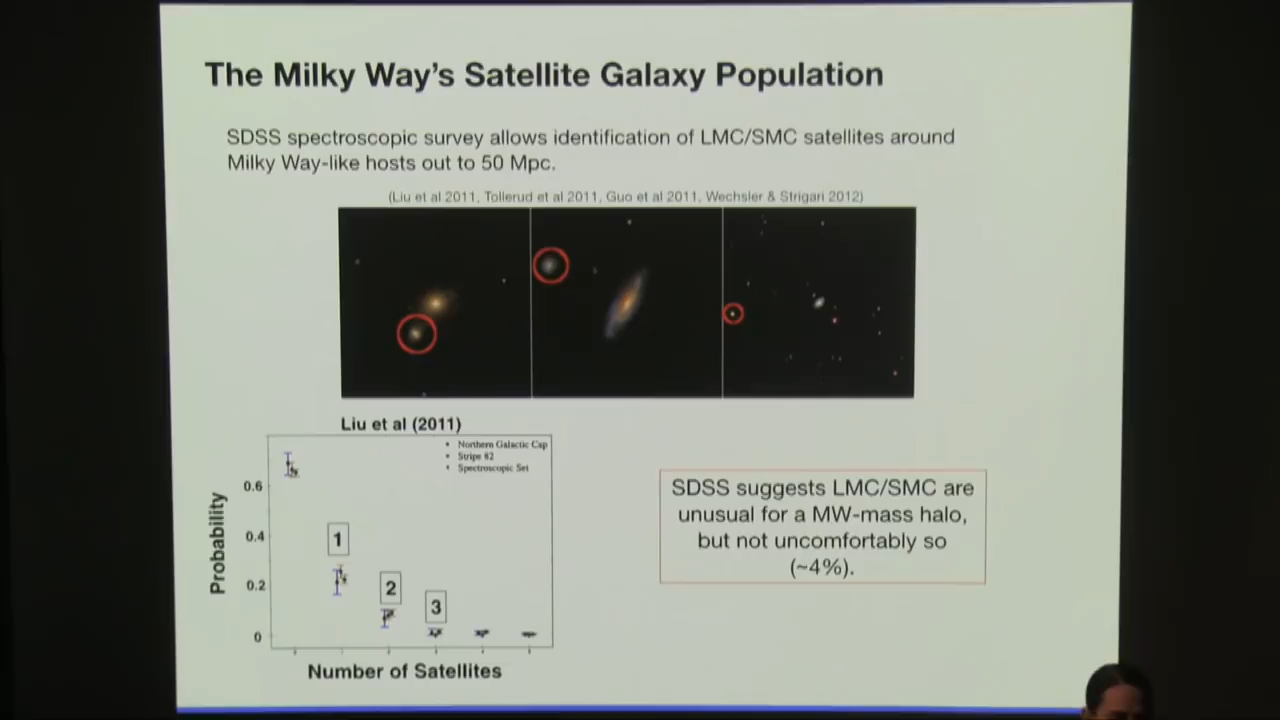 The Milky Way's Satellite Galaxy Population
SDSS spectroscopic survey allows identification of LMC/SMC satellites around
Milky Way-like hosts out to 50 Mpc.
(Liu et al 2011, Tollerud et al 2011, Guo et al 2011, Wechsler & Strigari 2012)
Liu et al (2011)
• Northern Galactic Cap
• Stripe 82
• Spectroscopic Set
Probability
0.6
0.4
0.2
0
1
2
3
Number of Satellites
SDSS suggests LMC/SMC are
unusual for a MW-mass halo,
but not uncomfortably so
(~4%).